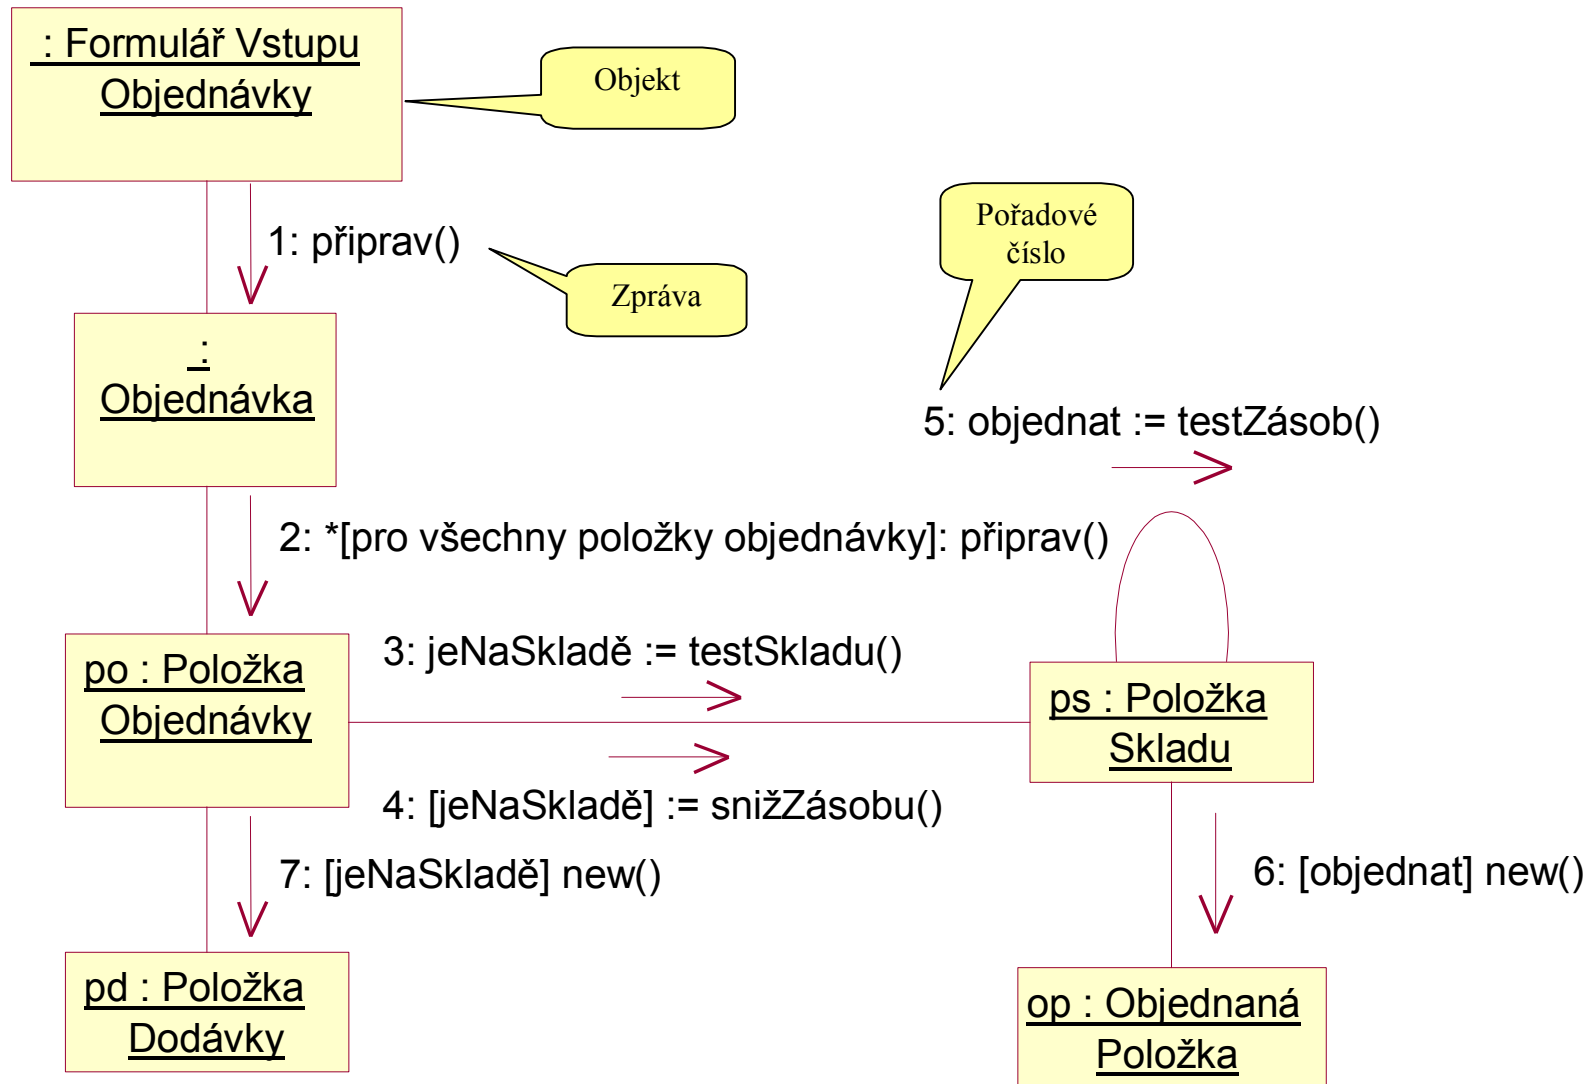 : Formulář Vstupu
Objednávky
Objekt
1: připrav()
Zpráva
Pořadové
číslo
:
Objednávka
5: objednat := testZásob()
2: *[pro všechny položky objednávky]: připrav()
po : Položka
Objednávky
3: jeNaSkladě := testSkladu()
ps : Položka
Skladu
4: [jeNaSkladě] := snižZásobu()
7: [jeNaSkladě] new()
6: [objednat] new()
pd : Položka
Dodávky
op : Objednaná
Položka